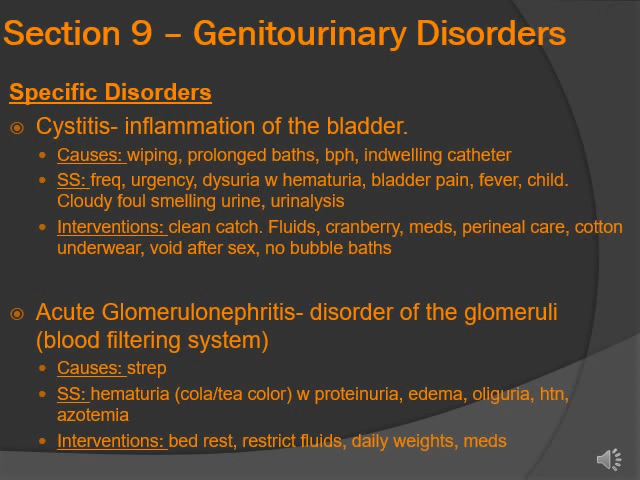 Section 9 – Genitourinary Disorders
Specific Disorders
Cystitis- inflammation of the bladder.
Causes: wiping, prolonged baths, bph, indwelling catheter
SS: freq, urgency, dysuria w hematuria, bladder pain, fever, child.
Cloudy foul smelling urine, urinalysis
Interventions: clean catch. Fluids, cranberry, meds, perineal care, cotton
underwear, void after sex, no bubble baths
Acute Glomerulonephritis- disorder of the glomeruli
(blood filtering system)
Causes: strep
SS: hematuria (cola/tea color) w proteinuria, edema, oliguria, htn,
azotemia
Interventions: bed rest, restrict fluids, daily weights, meds